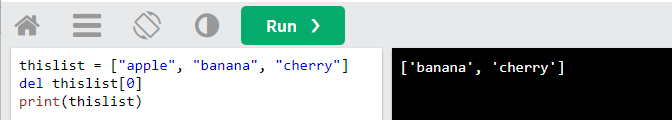 Run ❯
thislist = ["apple", "banana", "cherry"]
del thislist[0]
print(thislist)
['banana', 'cherry']